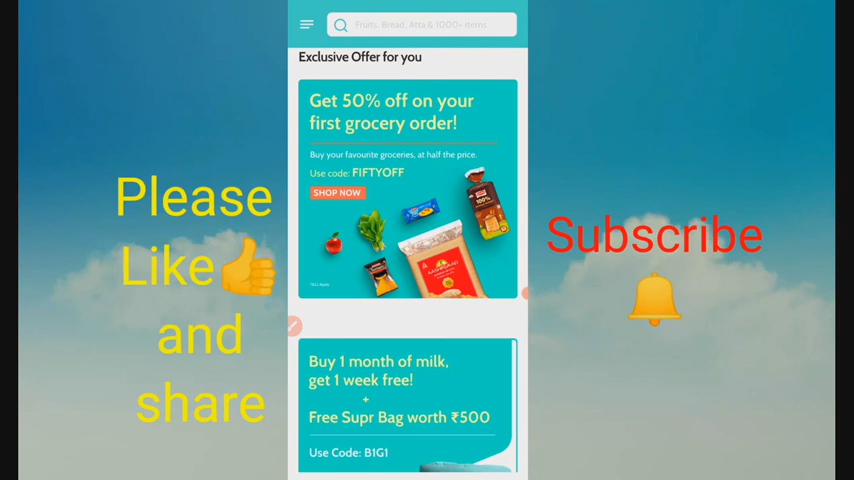 Fruits, Bread, Atta & 1000+ items
Exclusive Offer for you
Get 50% off on your
first grocery order!
Buy your favourite groceries, at half the price.
Use code: FIFTYOFF
SHOP NOW
100%
T&Cs Apply
Buy 1 month of milk,
get 1 week free!
+
Free Supr Bag worth ₹500
Use Code: B1G1
Please
Like👍
and
share
Subscribe
🔔